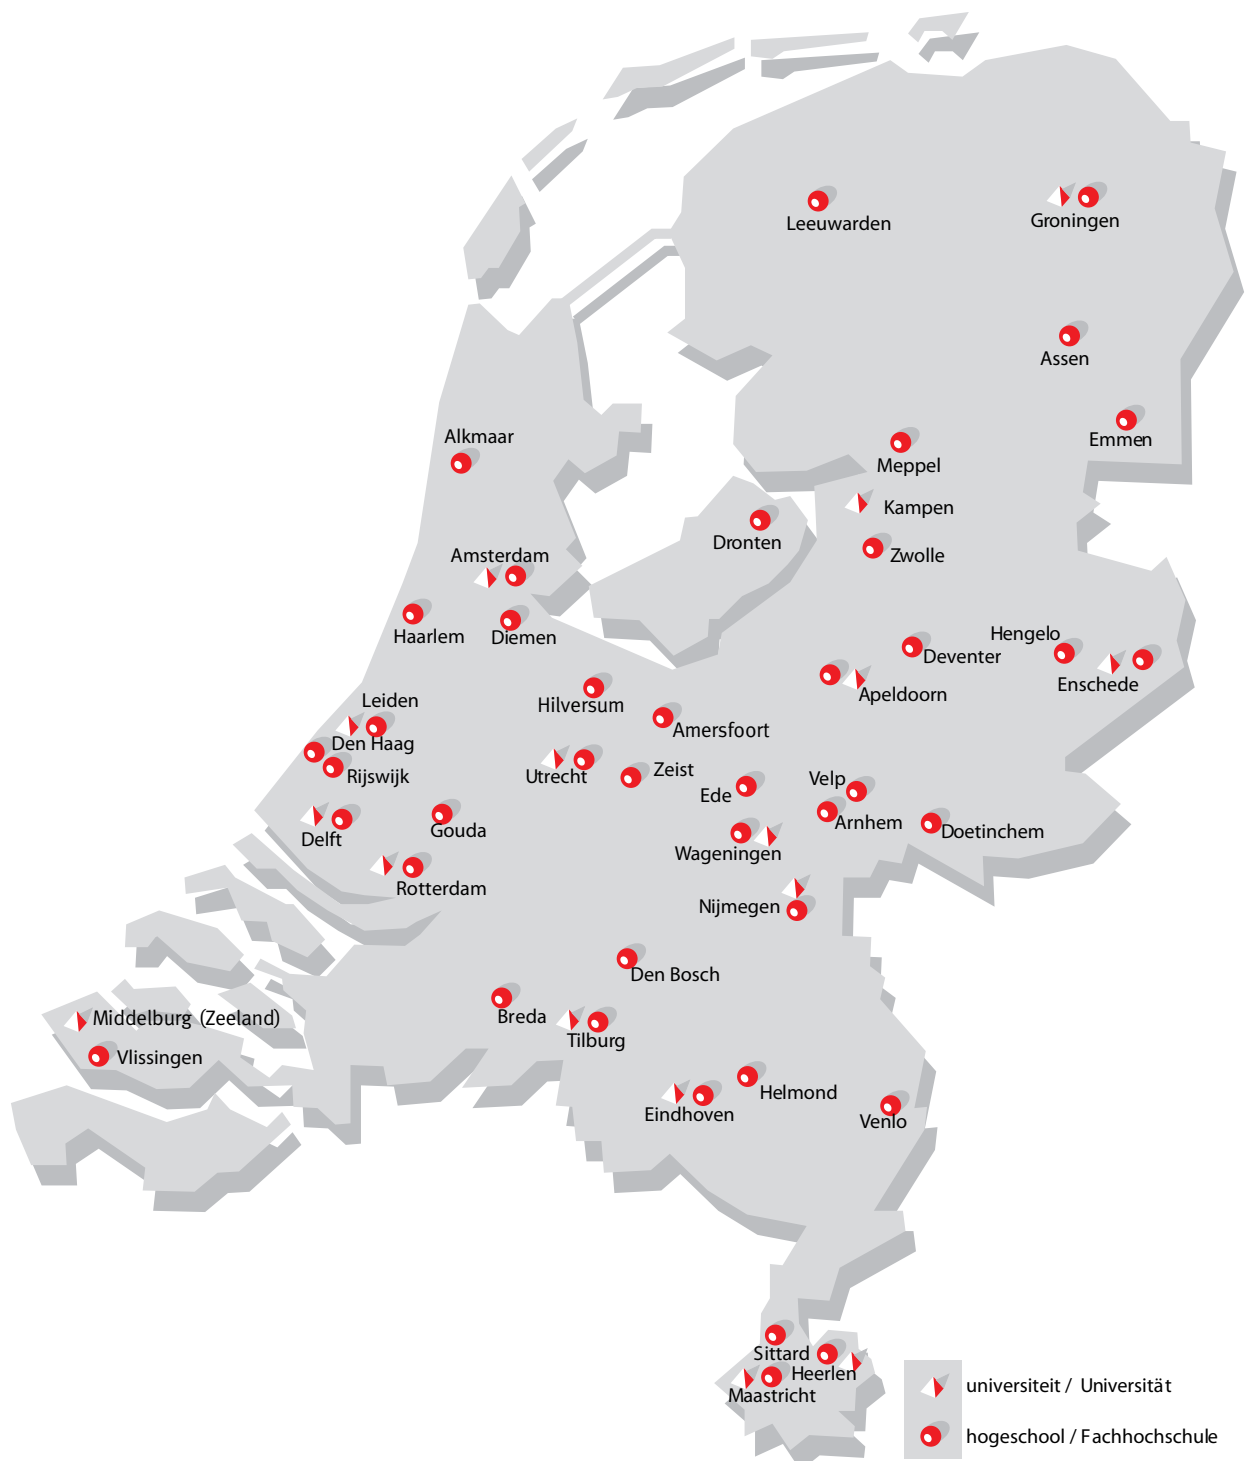 Leeuwarden
Groningen
Assen
Emmen
Alkmaar
Meppel
Kampen
Dronten
Zwolle
Amsterdam
Haarlem
Diemen
Hengelo
Deventer
Enschede
Apeldoorn
Leiden
Hilversum
Amersfoort
Den Haag
Rijswijk
Utrecht
Zeist
Ede
Velp
Arnhem
Doetinchem
Delft
Gouda
Wageningen
Rotterdam
Nijmegen
Den Bosch
Breda
Middelburg (Zeeland)
Tilburg
Vlissingen
Helmond
Eindhoven
Venlo
Sittard
Heerlen
Maastricht
universiteit / Universität
hogeschool / Fachhochschule